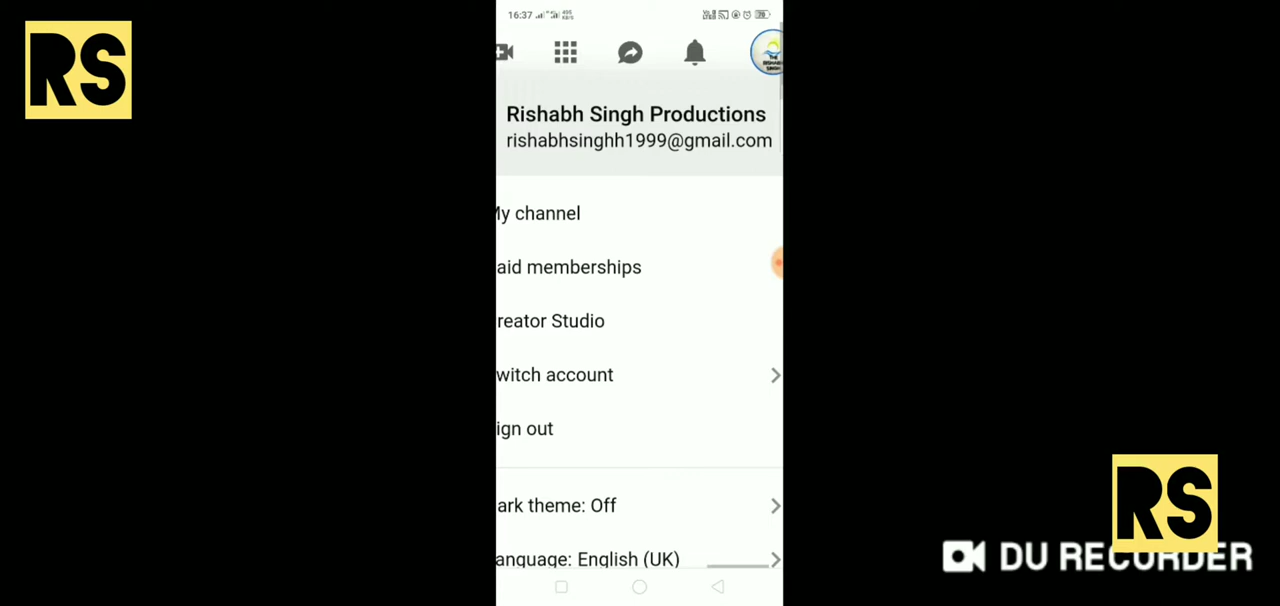 RS
16:37
Rishabh Singh Productions
rishabhsinghh1999@gmail.com
y channel
aid memberships
reator Studio
witch account
ign out
ark theme: Off
anguage: English (UK)
RS
DU RECORDER